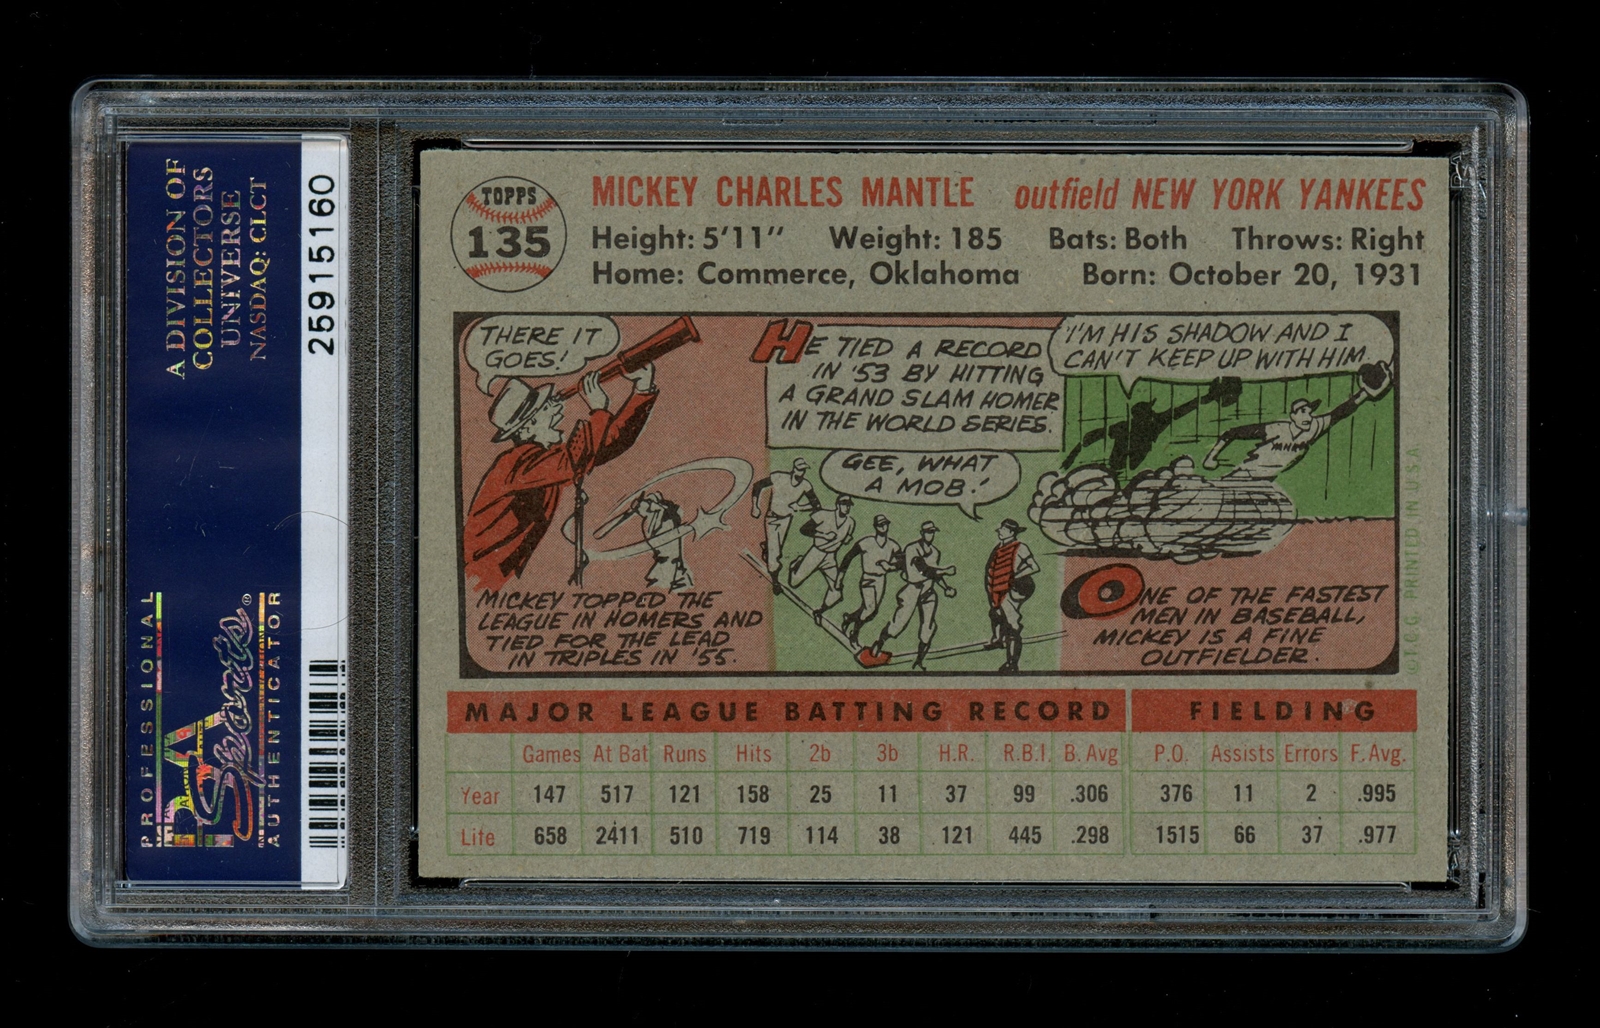 A DIVISION OF
COLLECTORS
UNIVERSE
NASDAQ: CLCT
25915160
PROFESSIONAL
PSA
Sports®
AUTHENTICATOR
TOPPS
135
MICKEY CHARLES MANTLE outfield NEW YORK YANKEES
Height: 5'11" Weight: 185 Bats: Both Throws: Right
Home: Commerce, Oklahoma Born: October 20, 1931
THERE IT
GOES!
MICKEY TOPPED THE
LEAGUE IN HOMERS AND
TIED FOR THE LEAD
IN TRIPLES IN '55.
HE TIED A RECORD
IN '53 BY HITTING
A GRAND SLAM HOMER
IN THE WORLD SERIES.
GEE, WHAT
A MOB!
I'M HIS SHADOW AND I
CAN'T KEEP UP WITH HIM
YANK
ONE OF THE FASTEST
MEN IN BASEBALL,
MICKEY IS A FINE
OUTFIELDER.
© T.C.G. PRINTED IN U.S.A
MAJOR LEAGUE BATTING RECORD FIELDING
Games At Bat Runs Hits 2b 3b H.R. R.B.I. B. Avg P.O. Assists Errors F. Avg.
Year 147 517 121 158 25 11 37 99 .306 376 11 2 .995
Life 658 2411 510 719 114 38 121 445 .298 1515 66 37 .977